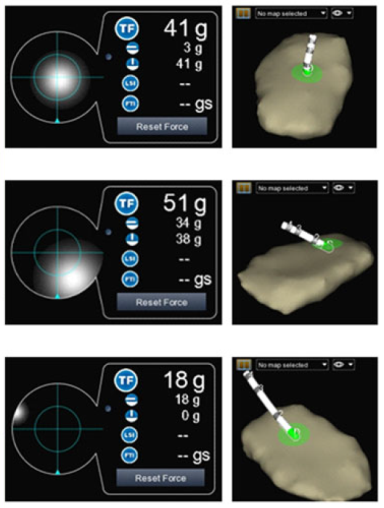 TF 41 g
3 g
41 g
LSI --
FTI -- gs
Reset Force
No map selected
TF 51 g
34 g
38 g
LSI --
FTI -- gs
Reset Force
No map selected
TF 18 g
18 g
0 g
LSI --
FTI -- gs
Reset Force
No map selected